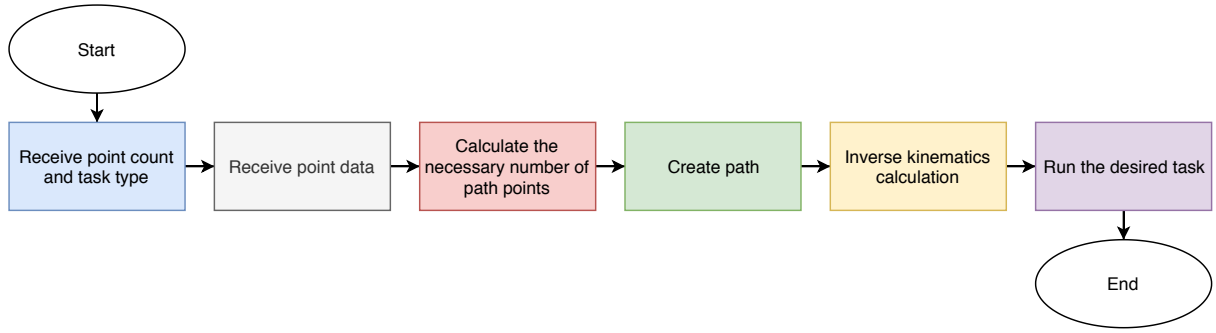 Start
Receive point count
and task type
Receive point data
Calculate the
necessary number of
path points
Create path
Inverse kinematics
calculation
Run the desired task
End